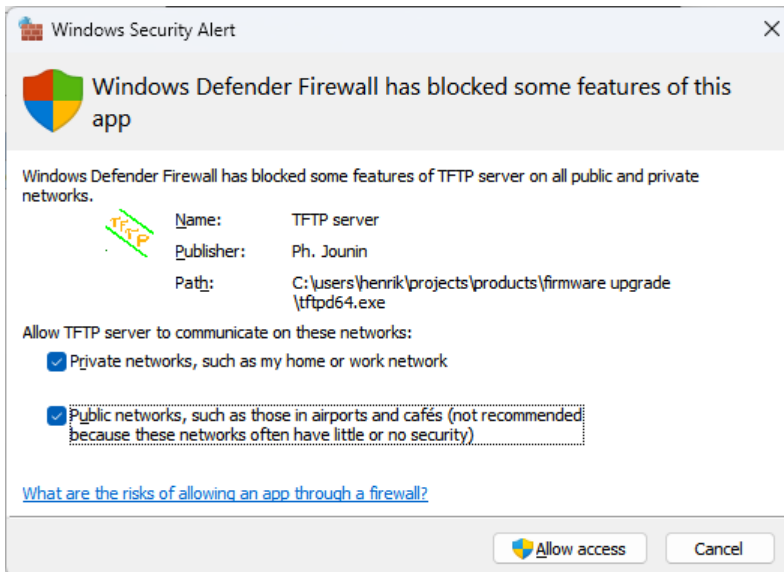 Windows Security Alert
Windows Defender Firewall has blocked some features of this
app
Windows Defender Firewall has blocked some features of TFTP server on all public and private
networks.
TFTP
Name: TFTP server
Publisher: Ph. Jounin
Path: C:\users\henrik\projects\products\firmware upgrade
\tftpd64.exe
Allow TFTP server to communicate on these networks:
Private networks, such as my home or work network
Public networks, such as those in airports and cafés (not recommended
because these networks often have little or no security)
What are the risks of allowing an app through a firewall?
Allow access Cancel